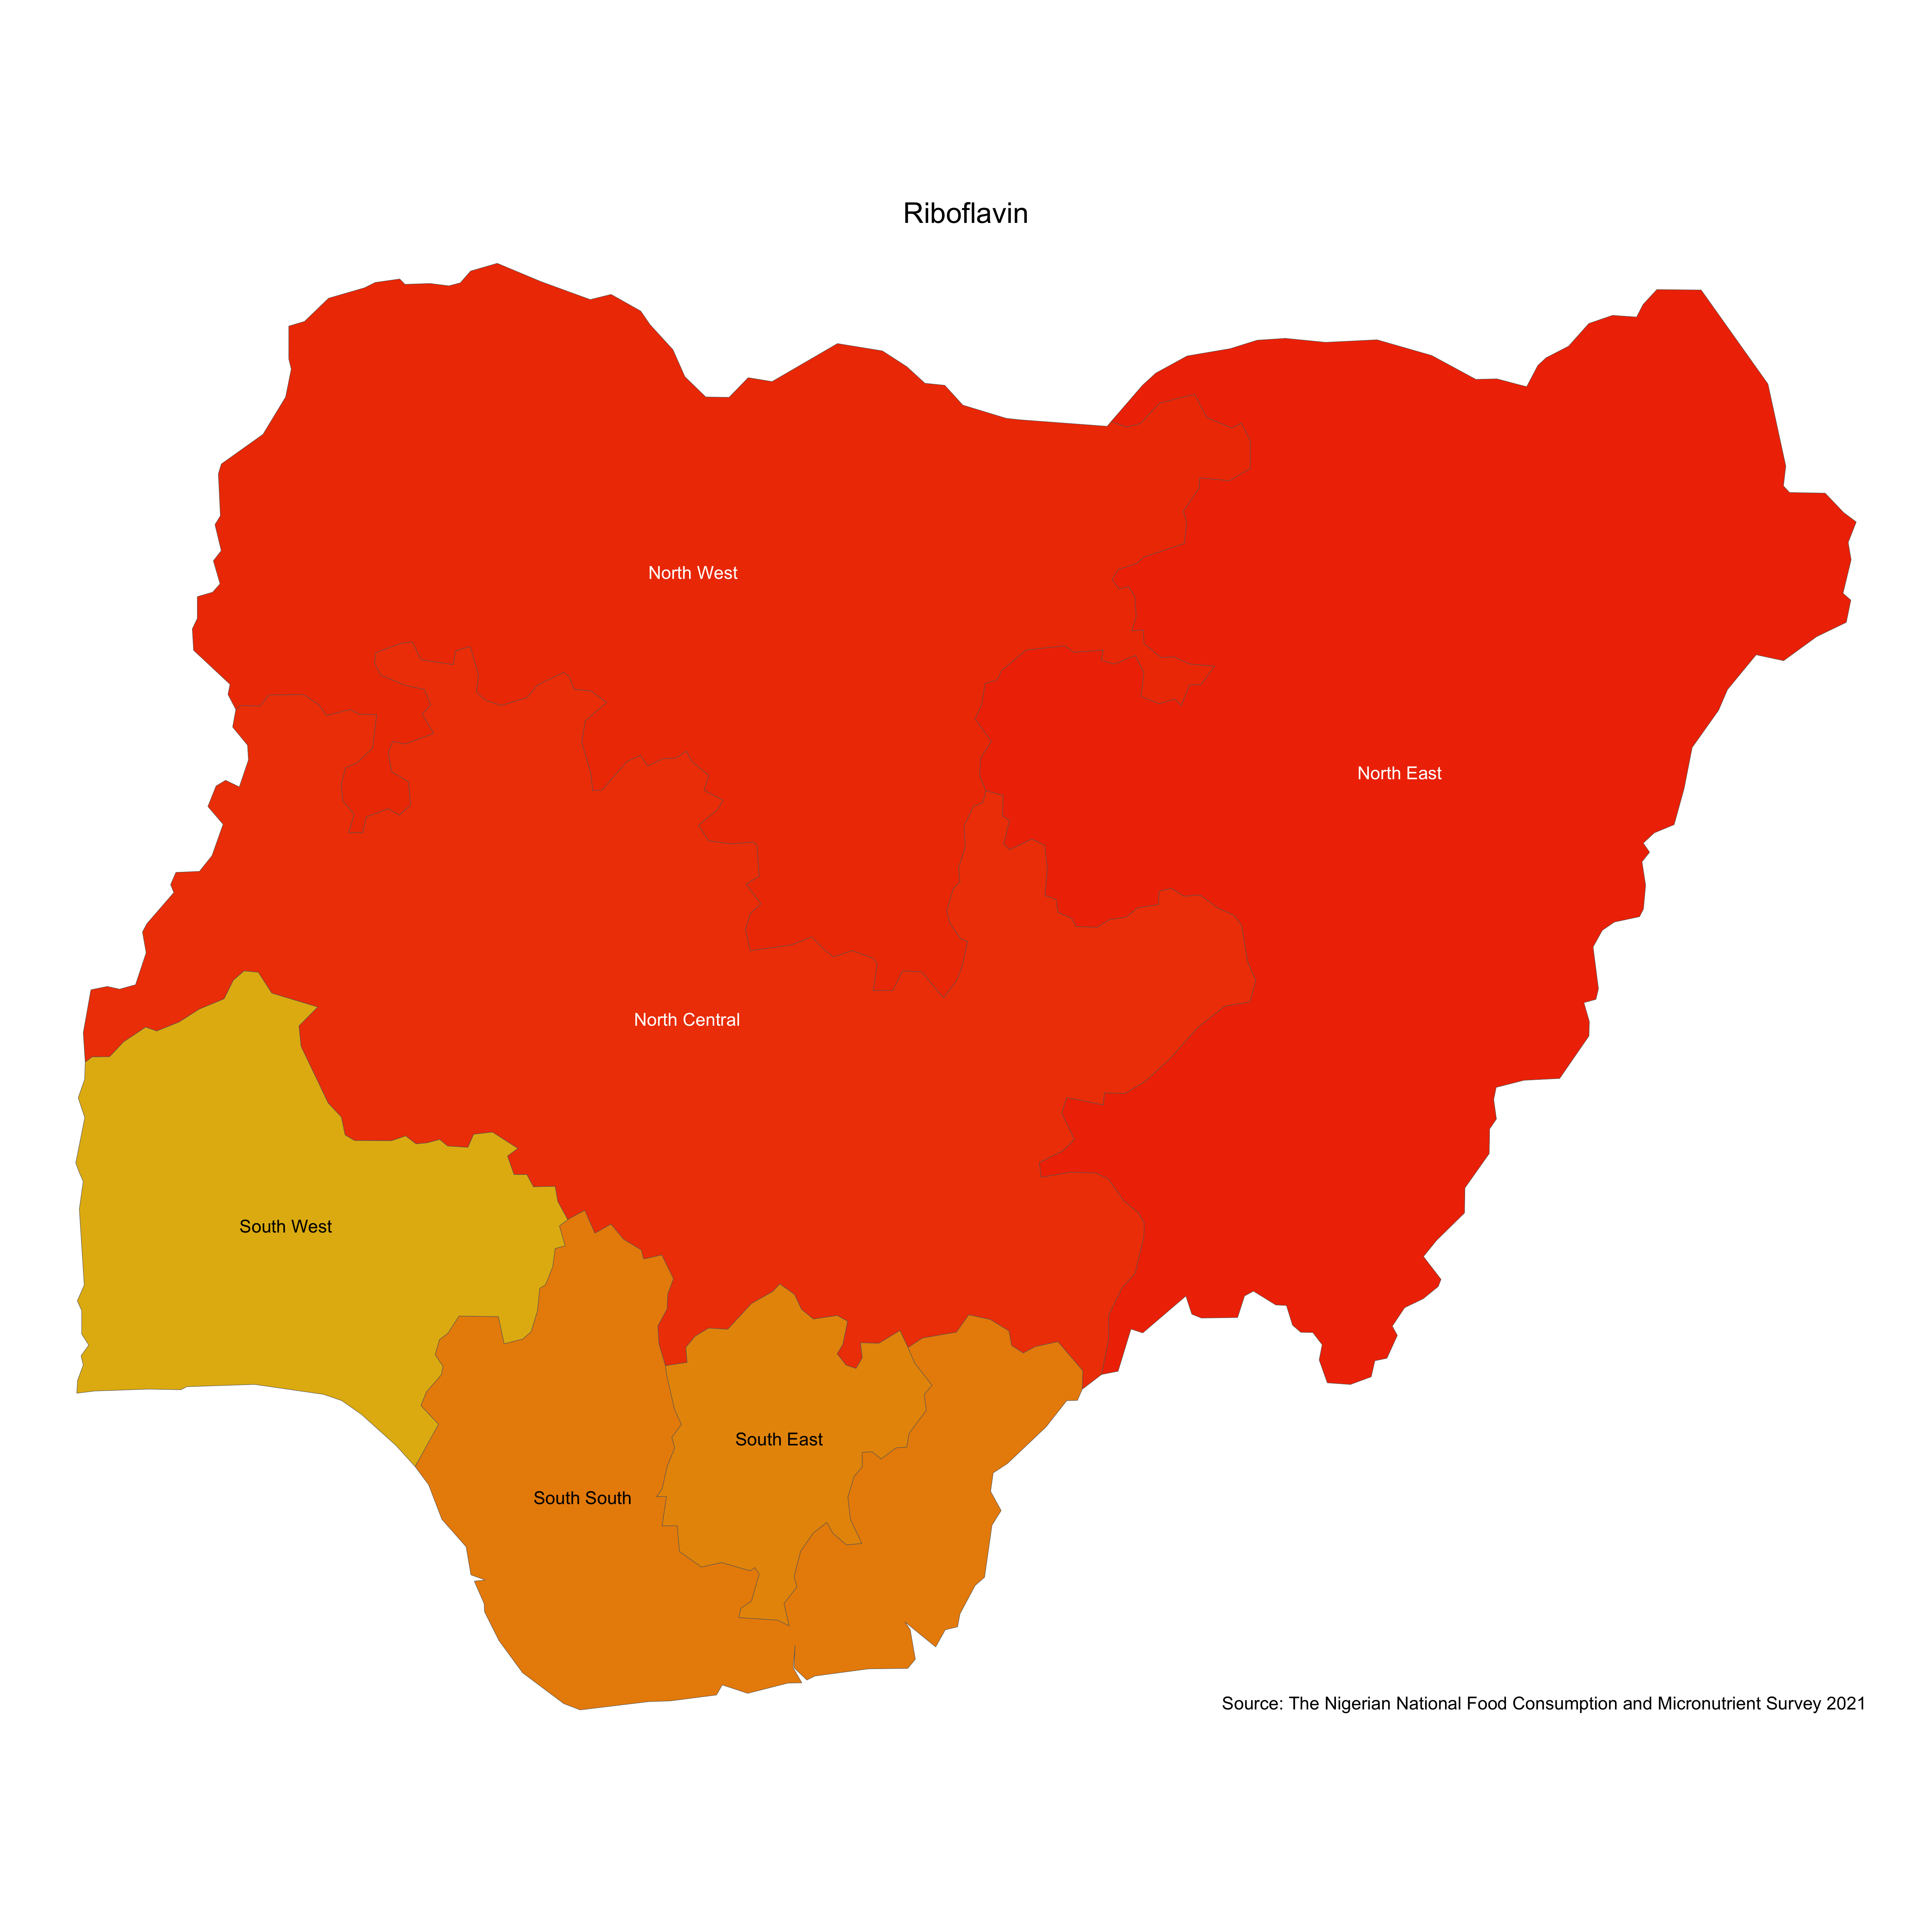 Riboflavin
North West
North East
North Central
South West
South East
South South
Source: The Nigerian National Food Consumption and Micronutrient Survey 2021